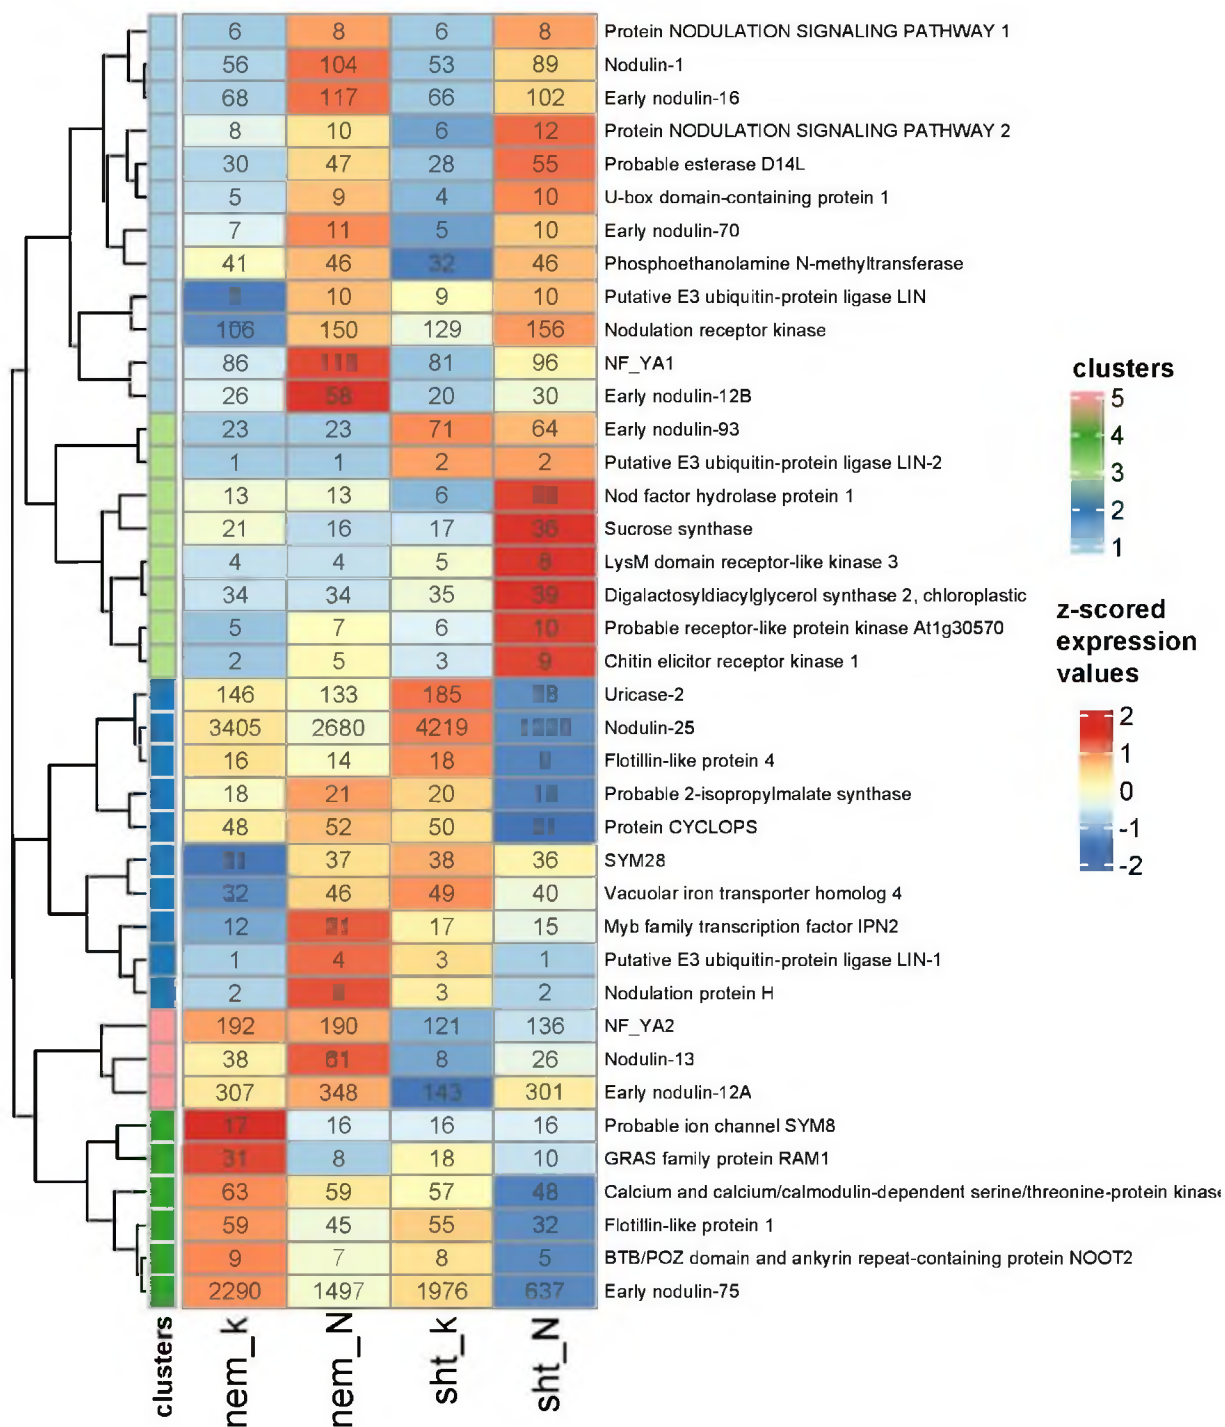 6 8 6 8 Protein NODULATION SIGNALING PATHWAY 1
56 104 53 89 Nodulin-1
68 117 66 102 Early nodulin-16
8 10 6 12 Protein NODULATION SIGNALING PATHWAY 2
30 47 28 55 Probable esterase D14L
5 9 4 10 U-box domain-containing protein 1
7 11 5 10 Early nodulin-70
41 46 32 46 Phosphoethanolamine N-methyltransferase
10 9 10 Putative E3 ubiquitin-protein ligase LIN
106 150 129 156 Nodulation receptor kinase
86 81 96 NF_YA1
26 58 20 30 Early nodulin-12B
23 23 71 64 Early nodulin-93
1 1 2 2 Putative E3 ubiquitin-protein ligase LIN-2
13 13 6 Nod factor hydrolase protein 1
21 16 17 36 Sucrose synthase
4 4 5 LysM domain receptor-like kinase 3
34 34 35 39 Digalactosyldiacylglycerol synthase 2, chloroplastic
5 7 6 10 Probable receptor-like protein kinase At1g30570
2 5 3 9 Chitin elicitor receptor kinase 1
146 133 185 Uricase-2
3405 2680 4219 Nodulin-25
16 14 18 Flotillin-like protein 4
18 21 20 Probable 2-isopropylmalate synthase
48 52 50 Protein CYCLOPS
37 38 36 SYM28
32 46 49 40 Vacuolar iron transporter homolog 4
12 17 15 Myb family transcription factor IPN2
1 4 3 1 Putative E3 ubiquitin-protein ligase LIN-1
2 3 2 Nodulation protein H
192 190 121 136 NF_YA2
38 61 8 26 Nodulin-13
307 348 143 301 Early nodulin-12A
17 16 16 16 Probable ion channel SYM8
31 8 18 10 GRAS family protein RAM1
63 59 57 48 Calcium and calcium/calmodulin-dependent serine/threonine-protein kinase
59 45 55 32 Flotillin-like protein 1
9 7 8 5 BTB/POZ domain and ankyrin repeat-containing protein NOOT2
2290 1497 1976 637 Early nodulin-75
clusters nem_k nem_N sht_k sht_N
clusters
5
4
3
2
1
z-scored
expression
values
2
1
0
-1
-2